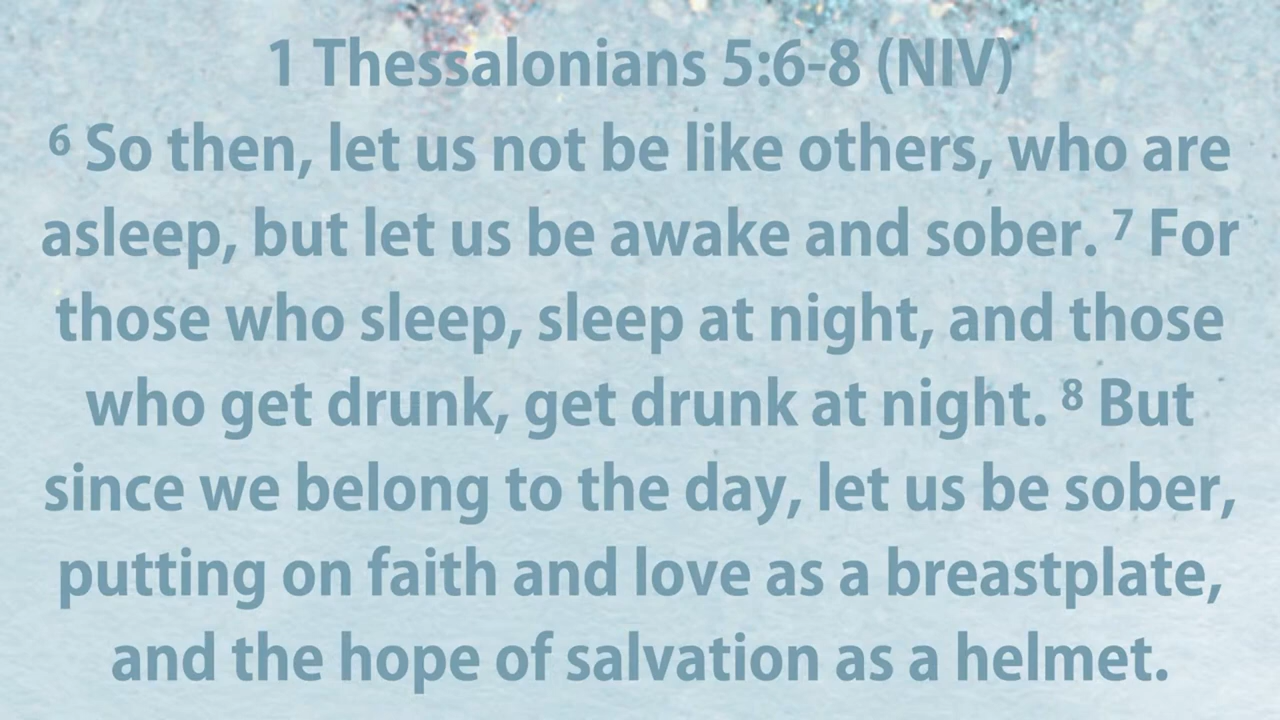 1 Thessalonians 5:6-8 (NIV)
⁶ So then, let us not be like others, who are
asleep, but let us be awake and sober. ⁷ For
those who sleep, sleep at night, and those
who get drunk, get drunk at night. ⁸ But
since we belong to the day, let us be sober,
putting on faith and love as a breastplate,
and the hope of salvation as a helmet.